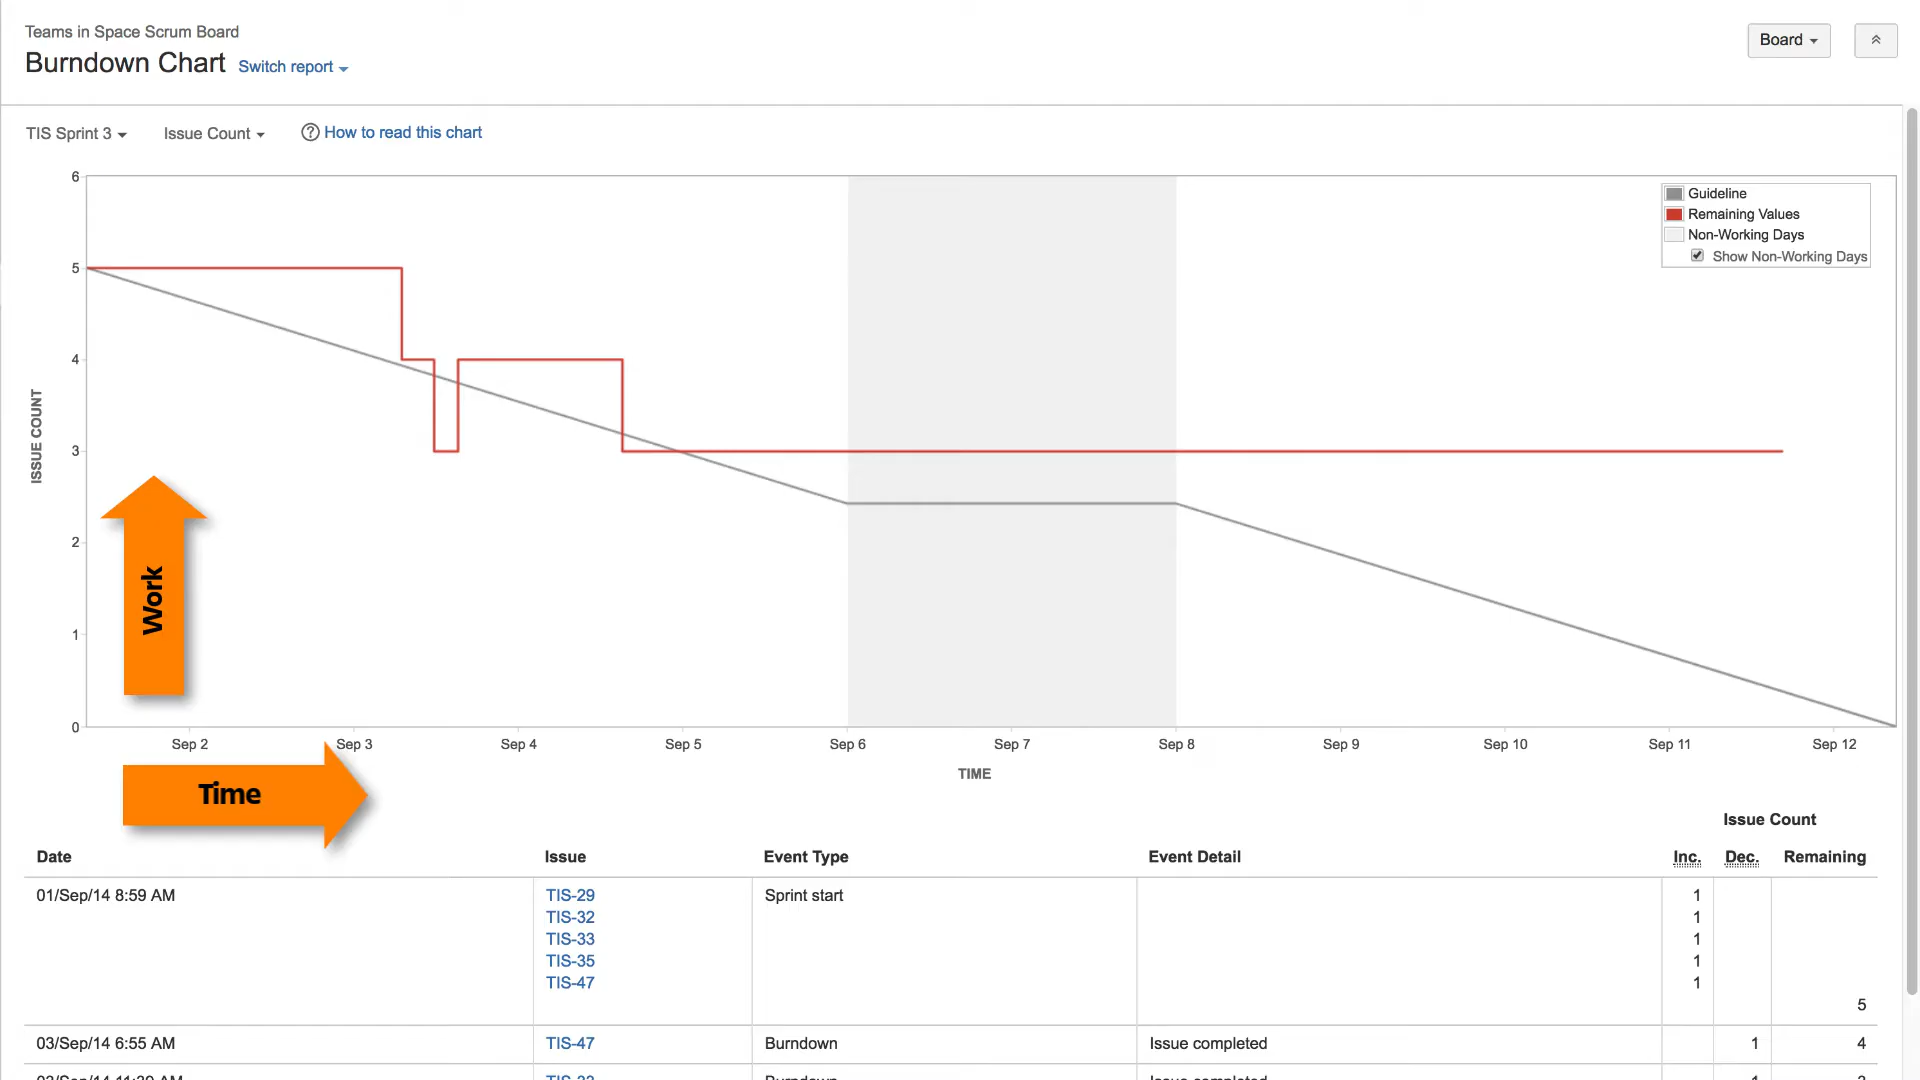 Teams in Space Scrum Board
Burndown Chart Switch report
Board
TIS Sprint 3 Issue Count ? How to read this chart
6
5
4
3
2
1
0
ISSUE COUNT
Guideline
Remaining Values
Non-Working Days
Show Non-Working Days
Work
Sep 2 Sep 3 Sep 4 Sep 5 Sep 6 Sep 7 Sep 8 Sep 9 Sep 10 Sep 11 Sep 12
TIME
Time
Issue Count
Date Issue Event Type Event Detail Inc. Dec. Remaining
01/Sep/14 8:59 AM TIS-29 Sprint start 1
TIS-32 1
TIS-33 1
TIS-35 1
TIS-47 1
5
03/Sep/14 6:55 AM TIS-47 Burndown Issue completed 1 4